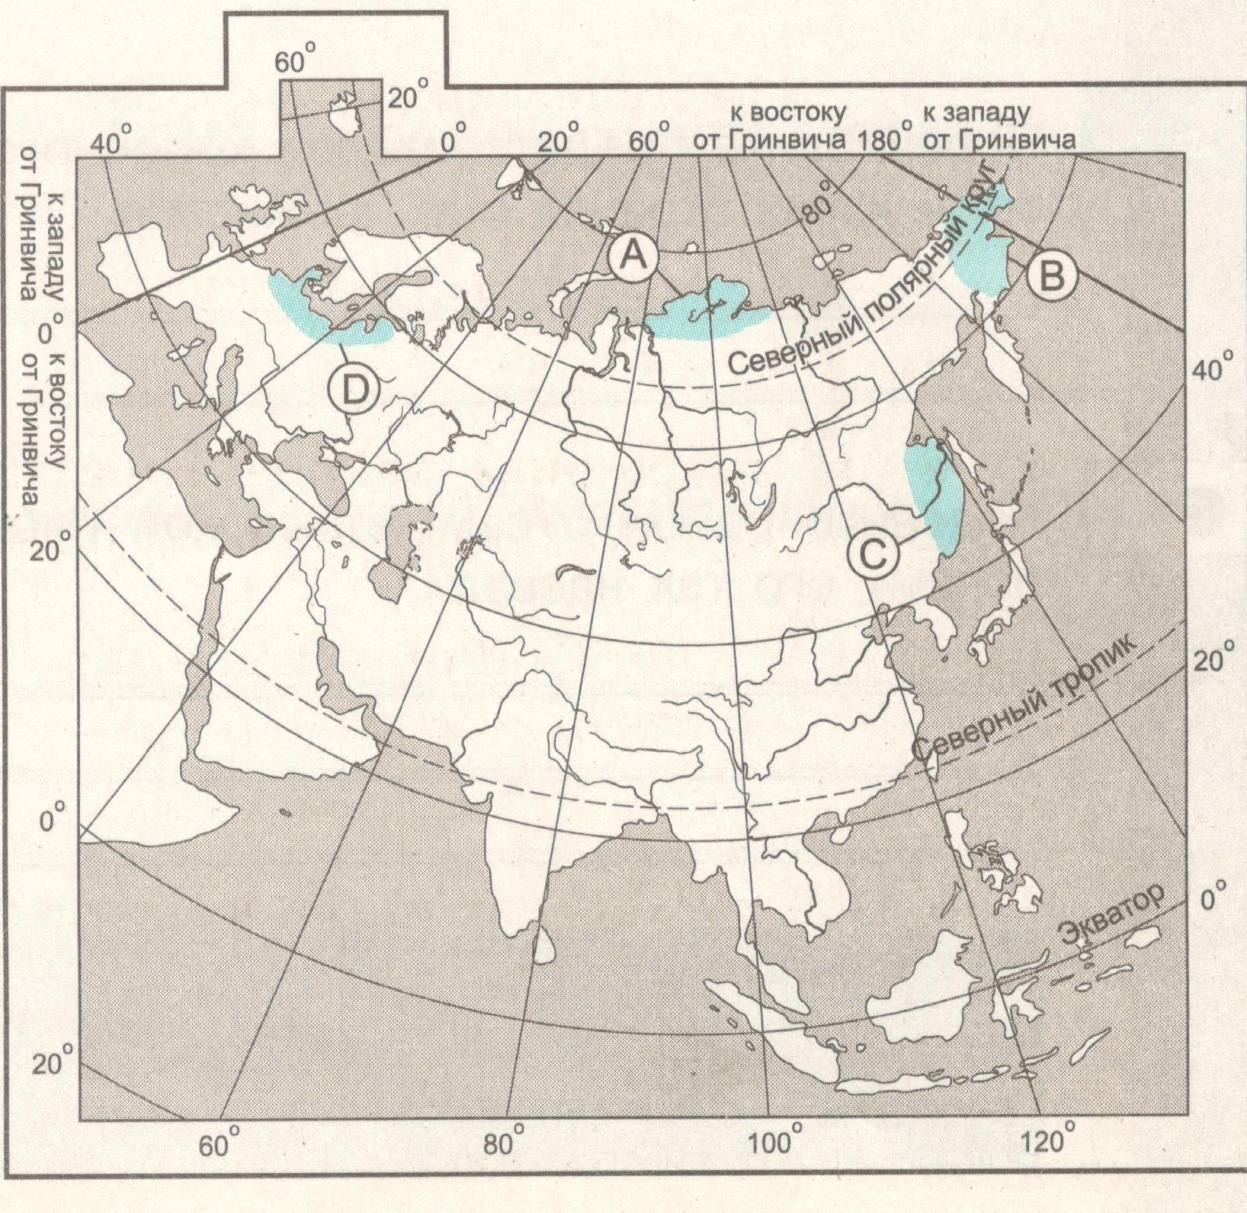 60°
20°
40°
0°
20°
60°
к востоку
от Гринвича
180°
к западу
от Гринвича
к западу
от Гринвича
0°
к востоку
от Гринвича
80°
A
B
Северный полярный круг
D
40°
C
20°
20°
Северный тропик
0°
0°
Экватор
20°
60°
80°
100°
120°